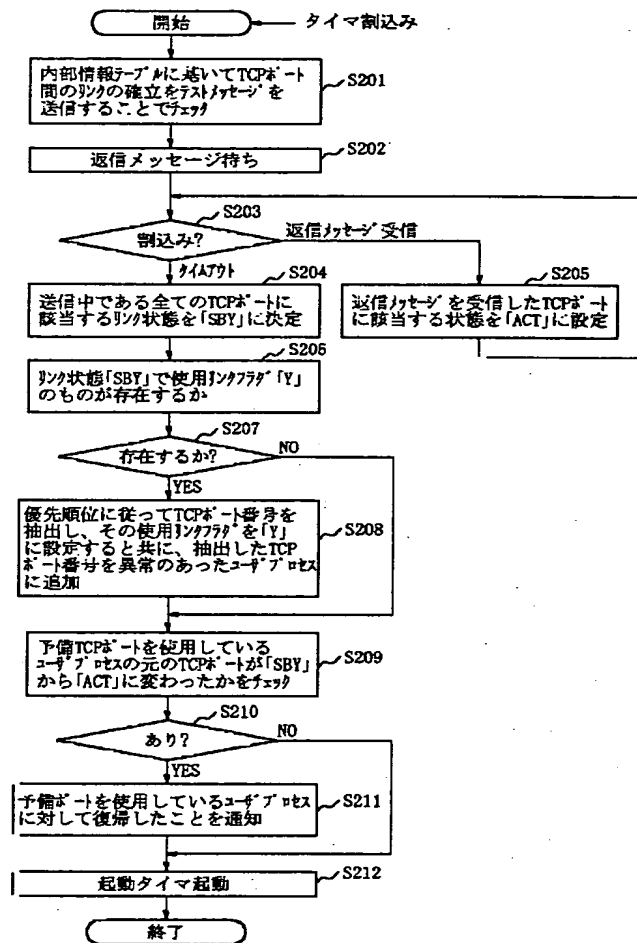 開始
タイマ割込み
内部情報テーブルに基いてTCPポート
間のリンクの確立をテストメッセージを
送信することでチェック
S201
返信メッセージ待ち
S202
割込み?
S203
返信メッセージ受信
タイムアウト
送信中である全てのTCPポートに
該当するリンク状態を「SBY」に決定
S204
返信メッセージを受信したTCPポート
に該当する状態を「ACT」に設定
S205
リンク状態「SBY」で使用リンクフラグ「Y」
のものが存在するか
S206
存在するか?
S207
NO
YES
優先順位に従ってTCPポート番号を
抽出し、その使用リンクフラグを「Y」
に設定すると共に、抽出したTCP
ポート番号を異常のあったユーザプロセス
に追加
S208
予備TCPポートを使用している
ユーザプロセスの元のTCPポートが「SBY」
から「ACT」に変わったかをチェック
S209
あり?
S210
NO
YES
予備ポートを使用しているユーザプロセス
に対して復帰したことを通知
S211
起動タイマ起動
S212
終了